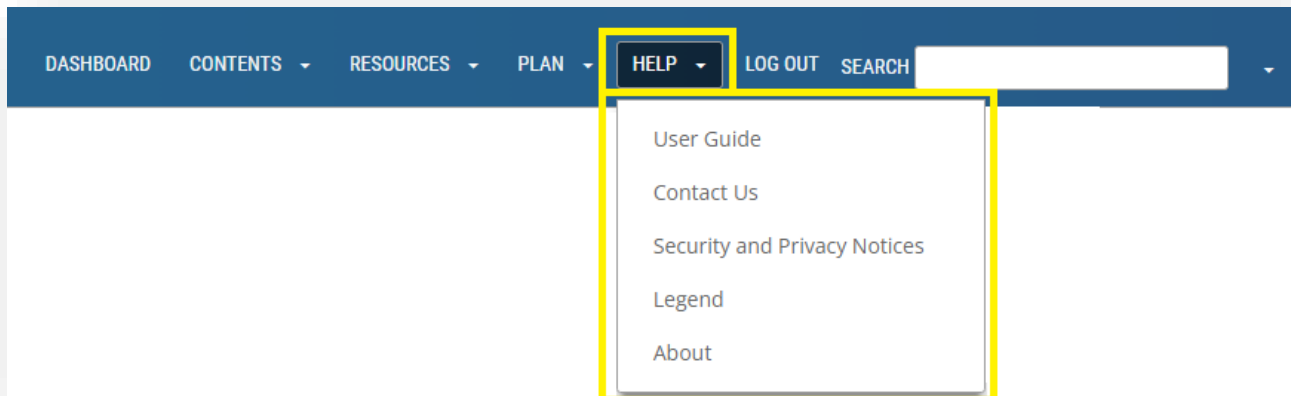 DASHBOARD CONTENTS RESOURCES PLAN HELP LOG OUT SEARCH
User Guide
Contact Us
Security and Privacy Notices
Legend
About